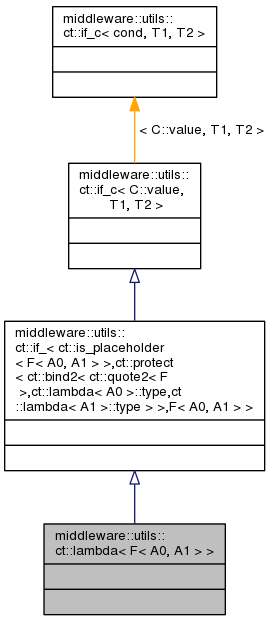 middleware::utils::
ct::if_c< cond, T1, T2 >
< C::value, T1, T2 >
middleware::utils::
ct::if_c< C::value,
T1, T2 >
middleware::utils::
ct::if_< ct::is_placeholder
< F< A0, A1 > >,ct::protect
< ct::bind2< ct::quote2< F
>,ct::lambda< A0 >::type,ct
::lambda< A1 >::type > >,F< A0, A1 > >
middleware::utils::
ct::lambda< F< A0, A1 > >